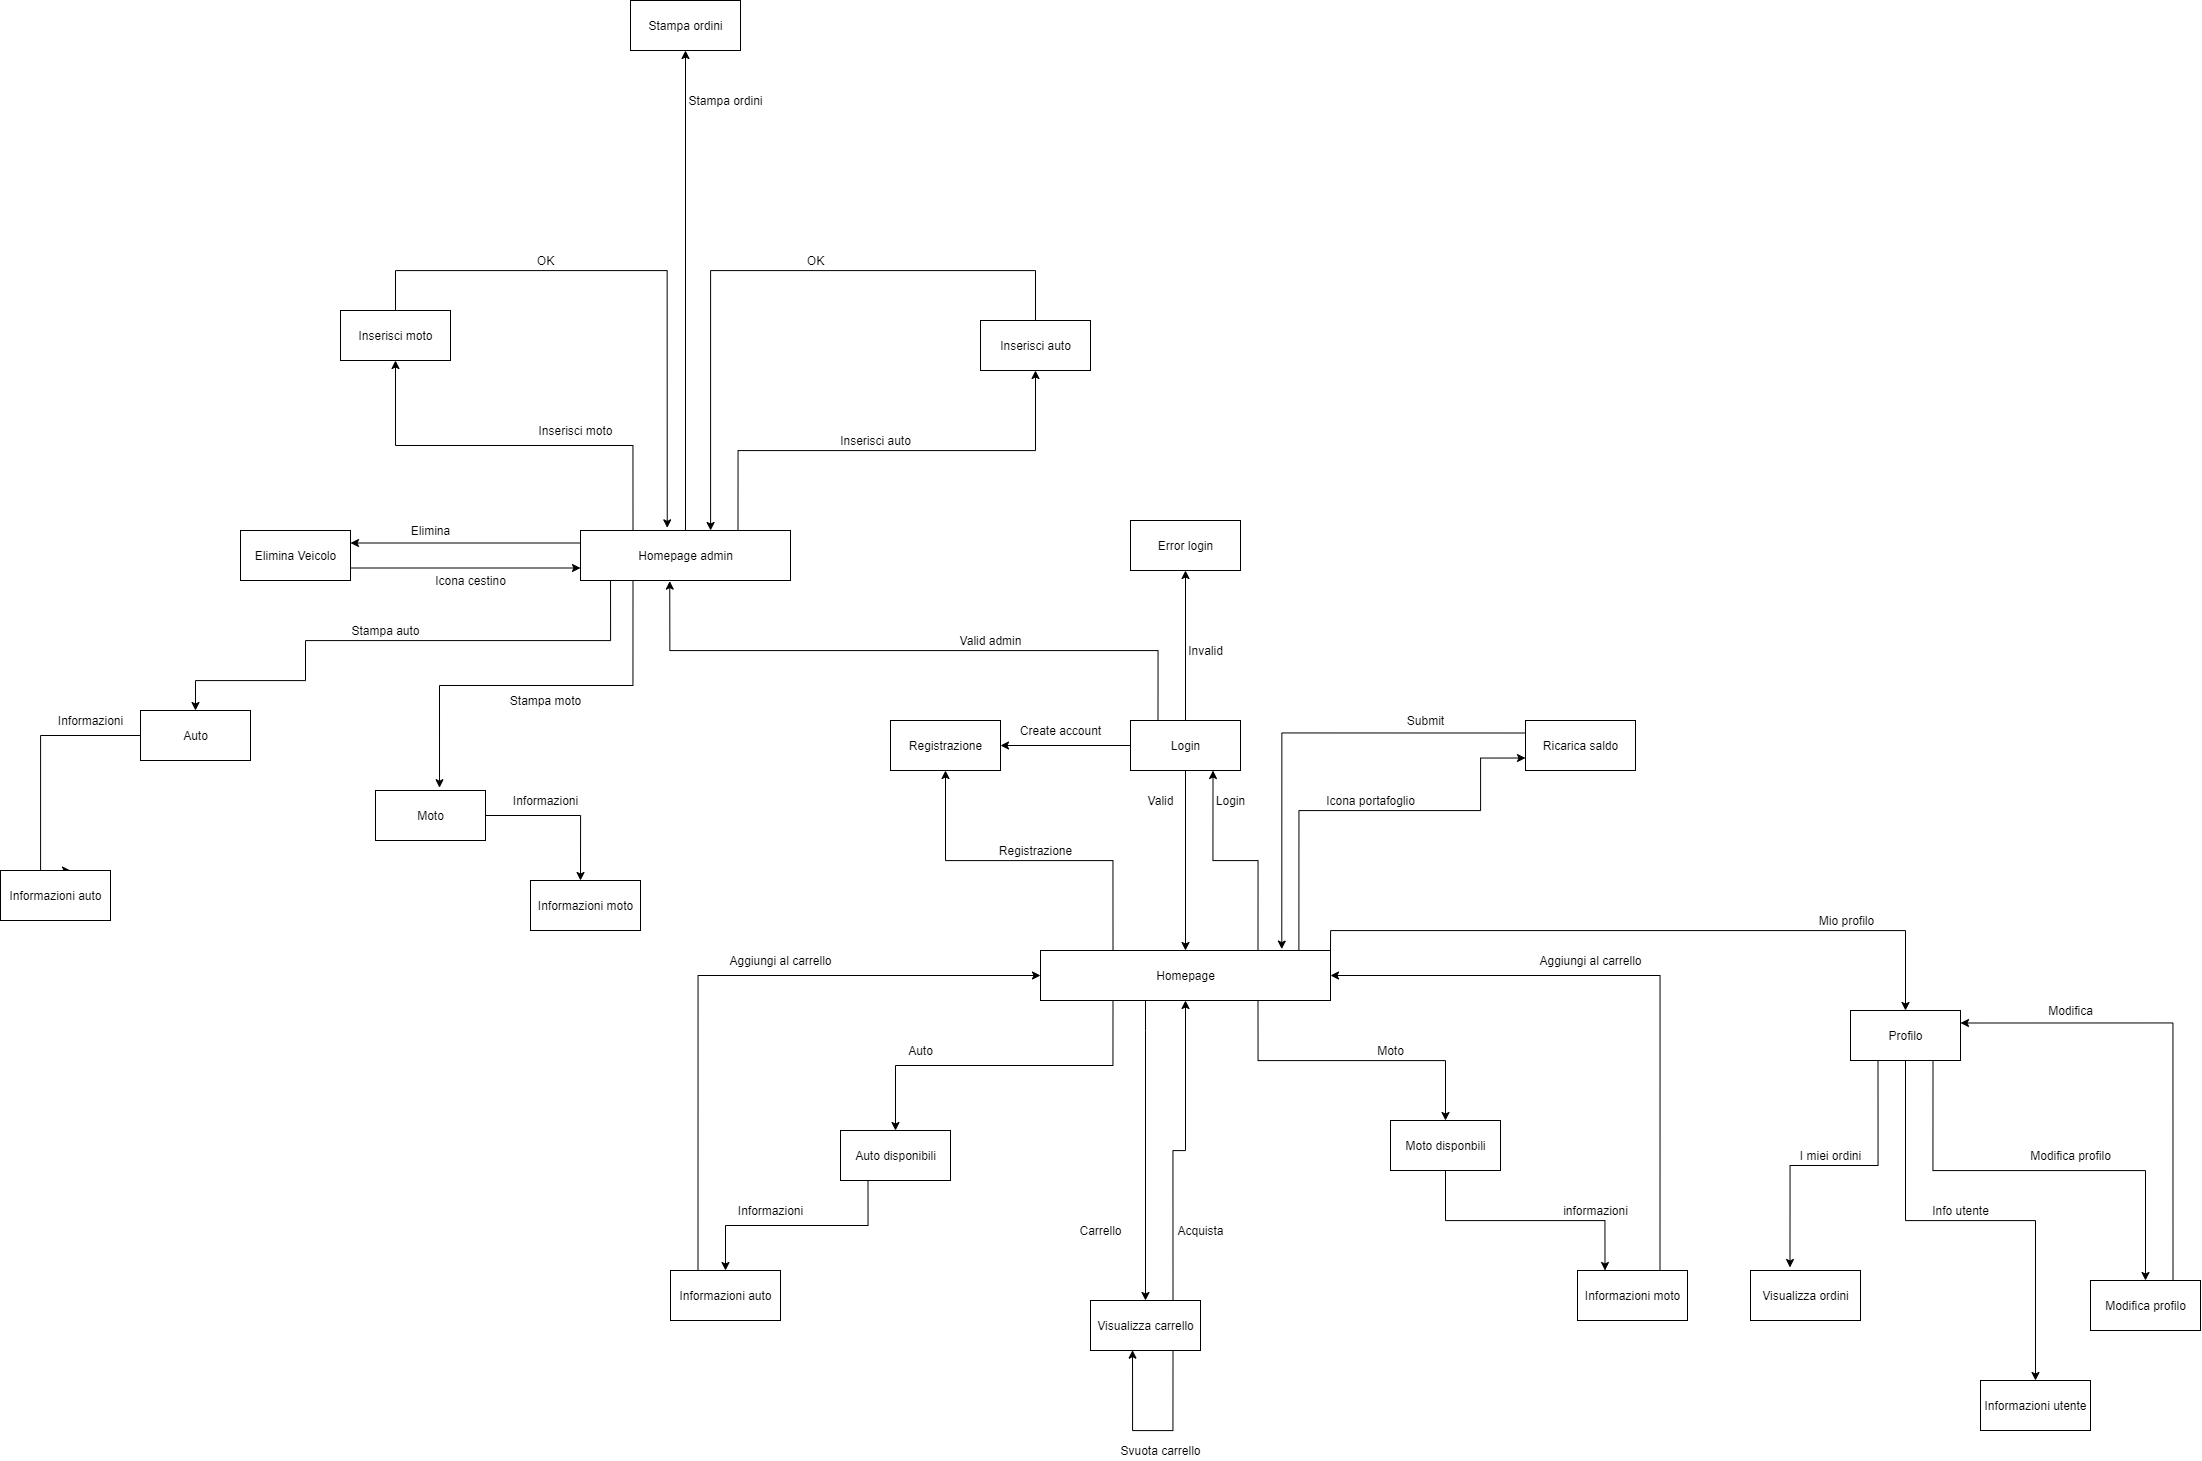 Stampa ordini
Stampa ordini
OK
OK
Inserisci moto
Inserisci auto
Inserisci moto
Inserisci auto
Elimina
Elimina Veicolo
Homepage admin
Error login
Icona cestino
Stampa auto
Valid admin
Invalid
Stampa moto
Informazioni
Auto
Create account
Submit
Registrazione
Login
Ricarica saldo
Informazioni
Valid
Login
Icona portafoglio
Moto
Registrazione
Informazioni auto
Informazioni moto
Mio profilo
Aggiungi al carrello
Aggiungi al carrello
Homepage
Modifica
Profilo
Auto
Moto
Auto disponibili
Moto disponbili
I miei ordini
Modifica profilo
Informazioni
informazioni
Info utente
Carrello
Acquista
Informazioni auto
Informazioni moto
Visualizza ordini
Modifica profilo
Visualizza carrello
Informazioni utente
Svuota carrello